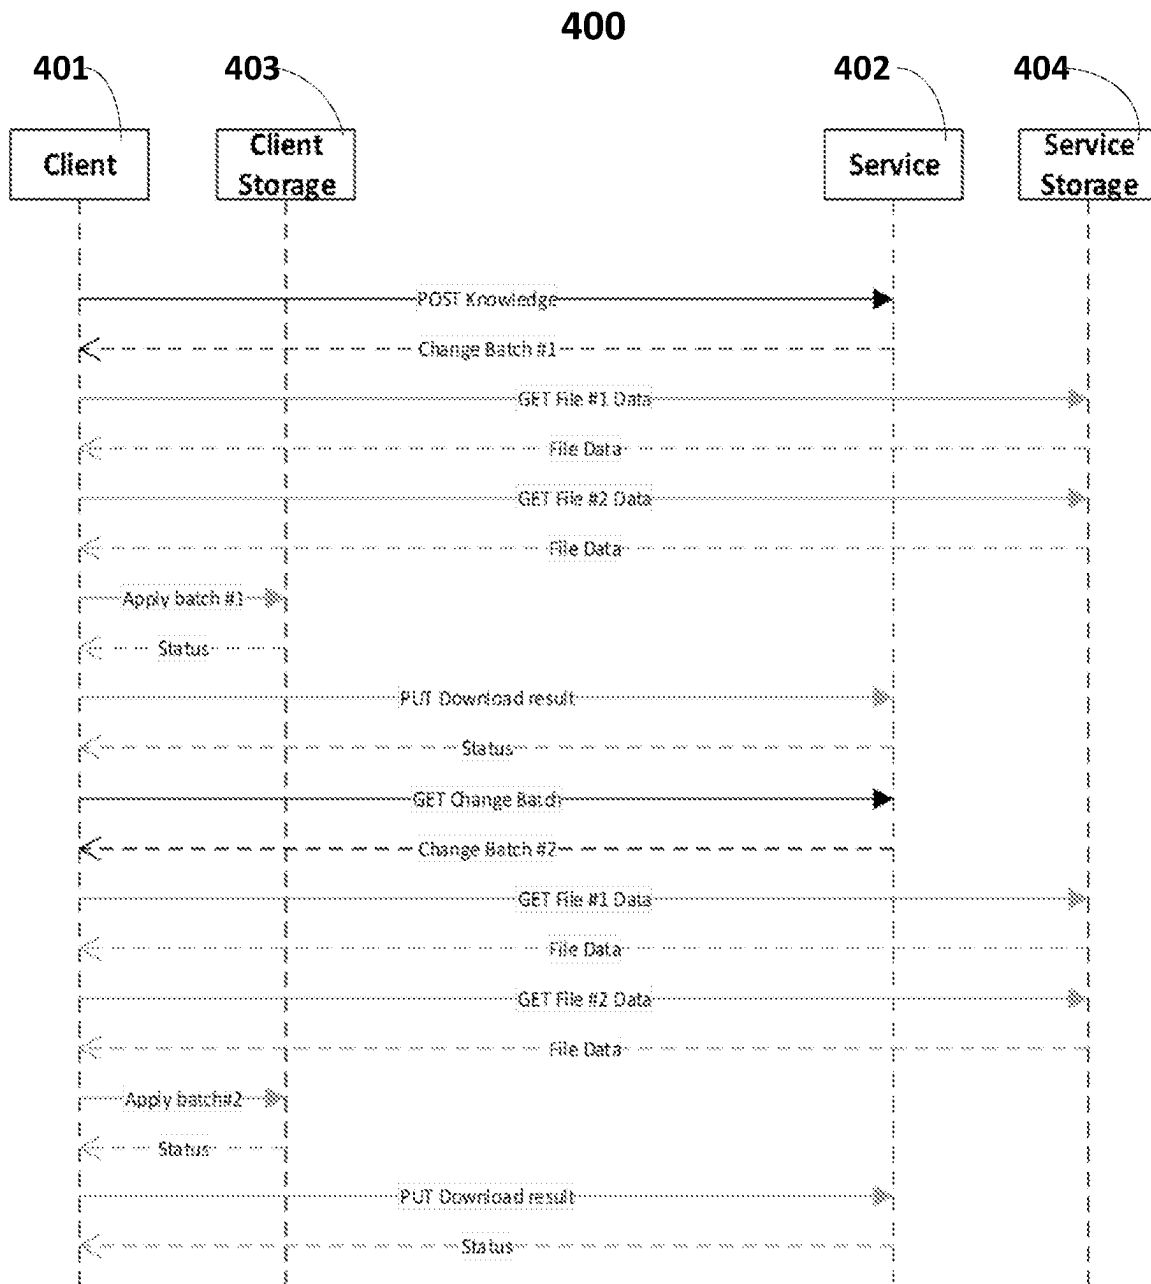 400
401
403
402
404
Client
Client
Storage
Service
Service
Storage
POST Knowledge
Change Batch #1
GET File #1 Data
File Data
GET File #2 Data
File Data
Apply batch #1
Status
PUT Download result
Status
GET Change Batch
Change Batch #2
GET File #1 Data
File Data
GET File #2 Data
File Data
Apply batch#2
Status
PUT Download result
Status